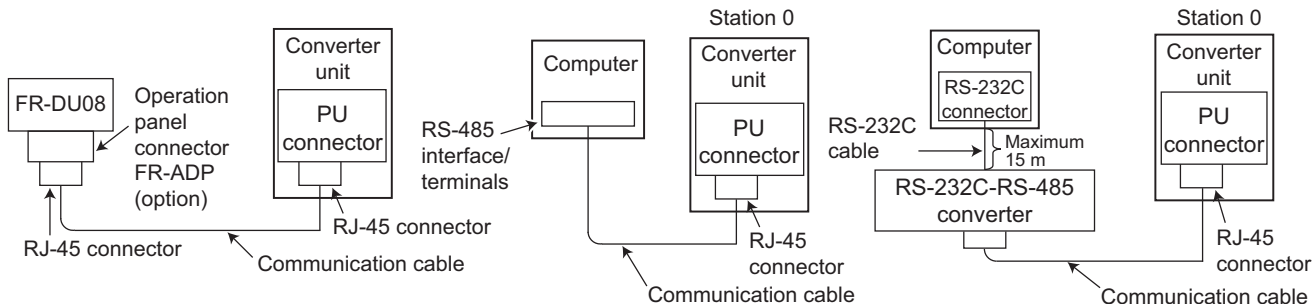 FR-DU08
Operation
panel
connector
FR-ADP
(option)
Converter
unit
PU
connector
RJ-45 connector
RJ-45 connector
Communication cable
Computer
RS-485
interface/
terminals
Station 0
Converter
unit
PU
connector
RJ-45
connector
Communication cable
Computer
RS-232C
connector
RS-232C
cable
Maximum
15 m
RS-232C-RS-485
converter
Station 0
Converter
unit
PU
connector
RJ-45
connector
Communication cable